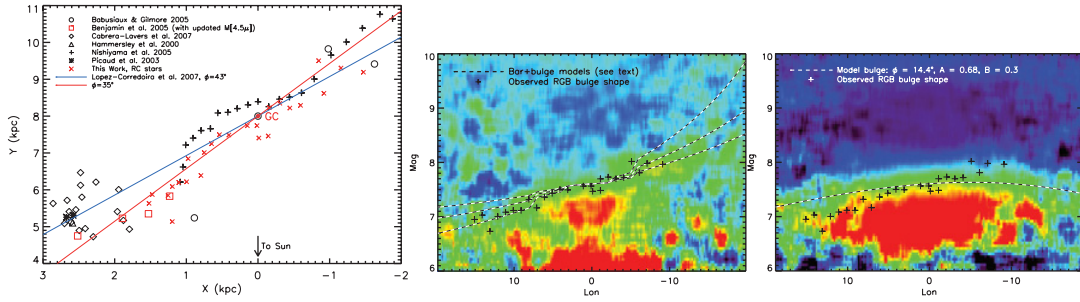 Babusiaux & Gilmore 2005
Benjamin et al. 2005 (with updated M[4.5μ])
Cabrera-Lavers et al. 2007
Hammersley et al. 2000
Nishiyama et al. 2005
Picaud et al. 2003
This Work, RC stars
Lopez-Corredoira et al. 2007, φ=43°
φ=35°
GC
To Sun
11
10
9
8
7
6
5
4
Y (kpc)
3
2
1
0
-1
-2
X (kpc)
Bar+bulge models (see text)
Observed RGB bulge shape
10
9
8
7
6
Mag
10
-0
-10
Lon
Model bulge: φ = 14.4°, A = 0.68, B = 0.3
Observed RGB bulge shape
10
9
8
7
6
Mag
10
-0
-10
Lon